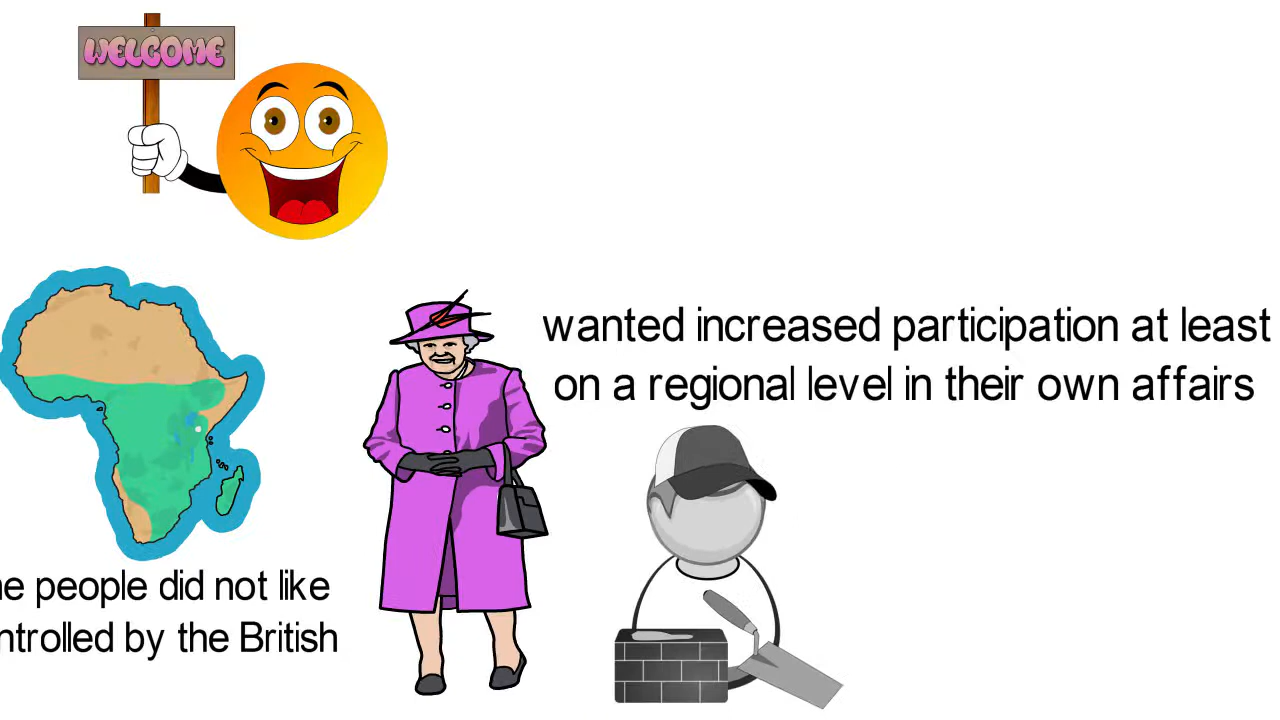 WELCOME
wanted increased participation at least
on a regional level in their own affairs
people did not like
by the British